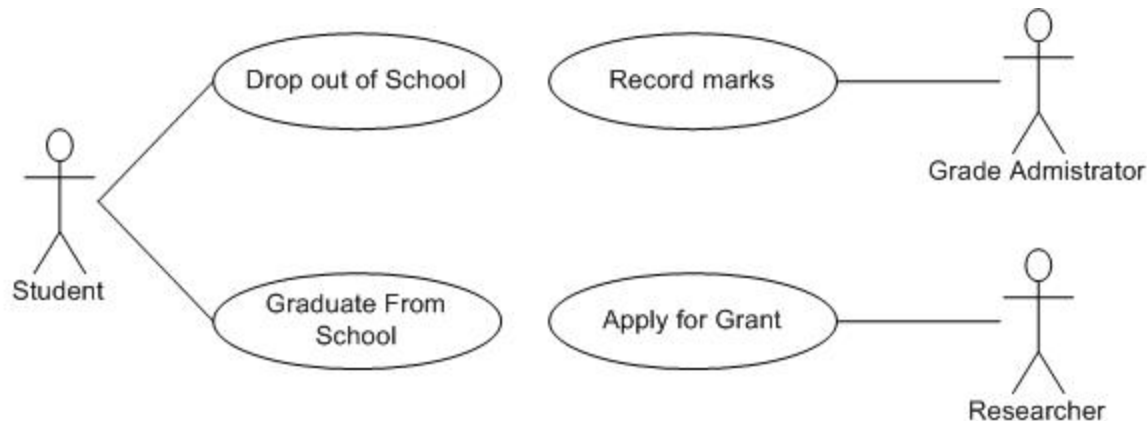 Drop out of School
Record marks
Grade Admistrator
Student
Graduate From
School
Apply for Grant
Researcher